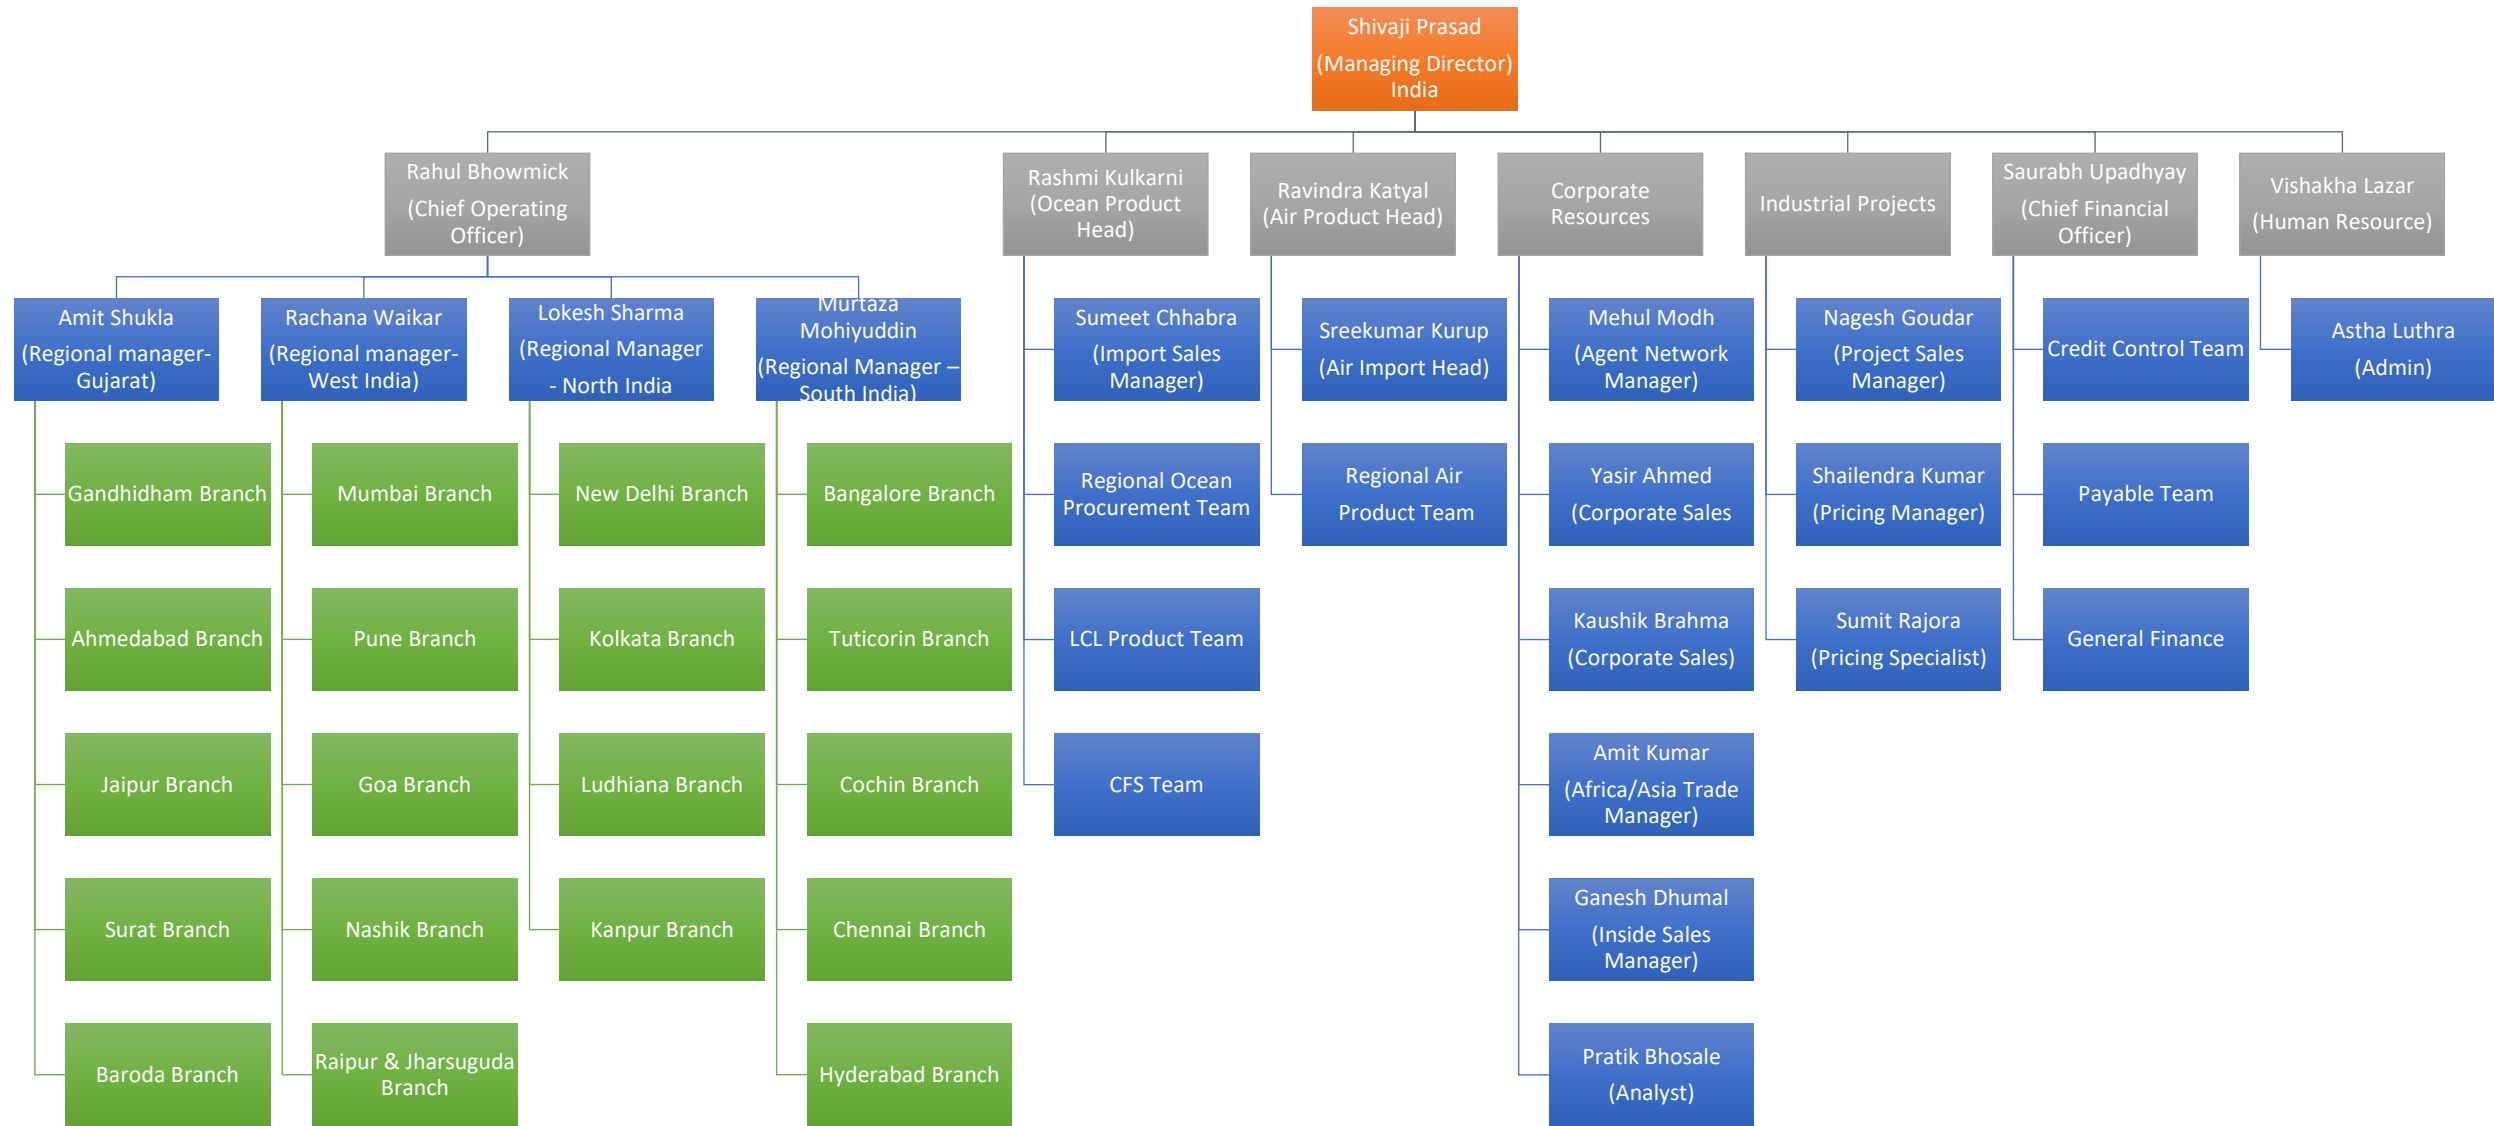 Shivaji Prasad
(Managing Director)
India
Rahul Bhowmick
(Chief Operating
Officer)
Rashmi Kulkarni
(Ocean Product
Head)
Ravindra Katyal
(Air Product Head)
Corporate
Resources
Industrial Projects
Saurabh Upadhyay
(Chief Financial
Officer)
Vishakha Lazar
(Human Resource)
Amit Shukla
(Regional manager-
Gujarat)
Rachana Waikar
(Regional manager-
West India)
Lokesh Sharma
(Regional Manager
- North India
Murtaza
Mohiyuddin
(Regional Manager –
South India)
Sumeet Chhabra
(Import Sales
Manager)
Sreekumar Kurup
(Air Import Head)
Mehul Modh
(Agent Network
Manager)
Nagesh Goudar
(Project Sales
Manager)
Credit Control Team
Astha Luthra
(Admin)
Gandhidham Branch
Mumbai Branch
New Delhi Branch
Bangalore Branch
Regional Ocean
Procurement Team
Regional Air
Product Team
Yasir Ahmed
(Corporate Sales
Shailendra Kumar
(Pricing Manager)
Payable Team
Ahmedabad Branch
Pune Branch
Kolkata Branch
Tuticorin Branch
LCL Product Team
Kaushik Brahma
(Corporate Sales)
Sumit Rajora
(Pricing Specialist)
General Finance
Jaipur Branch
Goa Branch
Ludhiana Branch
Cochin Branch
CFS Team
Amit Kumar
(Africa/Asia Trade
Manager)
Surat Branch
Nashik Branch
Kanpur Branch
Chennai Branch
Ganesh Dhumal
(Inside Sales
Manager)
Baroda Branch
Raipur & Jharsuguda
Branch
Hyderabad Branch
Pratik Bhosale
(Analyst)